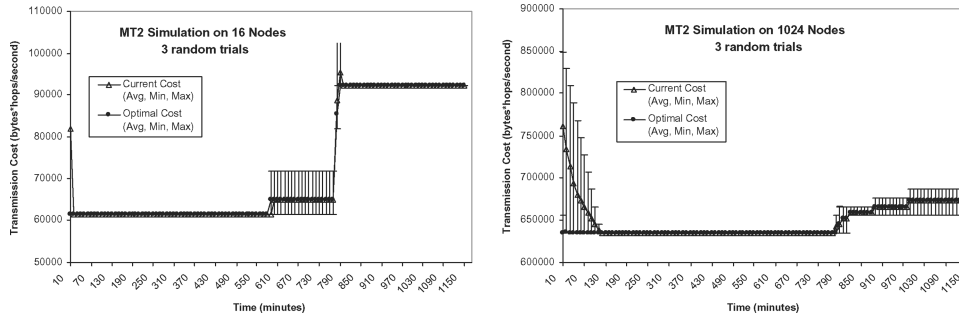 MT2 Simulation on 16 Nodes
3 random trials
Transmission Cost (bytes*hops/second)
110000
100000
90000
80000
70000
60000
50000
Current Cost
(Avg, Min, Max)
Optimal Cost
(Avg, Min, Max)
10 70 130 190 250 310 370 430 490 550 610 670 730 790 850 910 970 1030 1090 1150
Time (minutes)
MT2 Simulation on 1024 Nodes
3 random trials
Transmission Cost (bytes*hops/second)
900000
850000
800000
750000
700000
650000
600000
Current Cost
(Avg, Min, Max)
Optimal Cost
(Avg, Min, Max)
10 70 130 190 250 310 370 430 490 550 610 670 730 790 850 910 970 1030 1090 1150
Time (minutes)